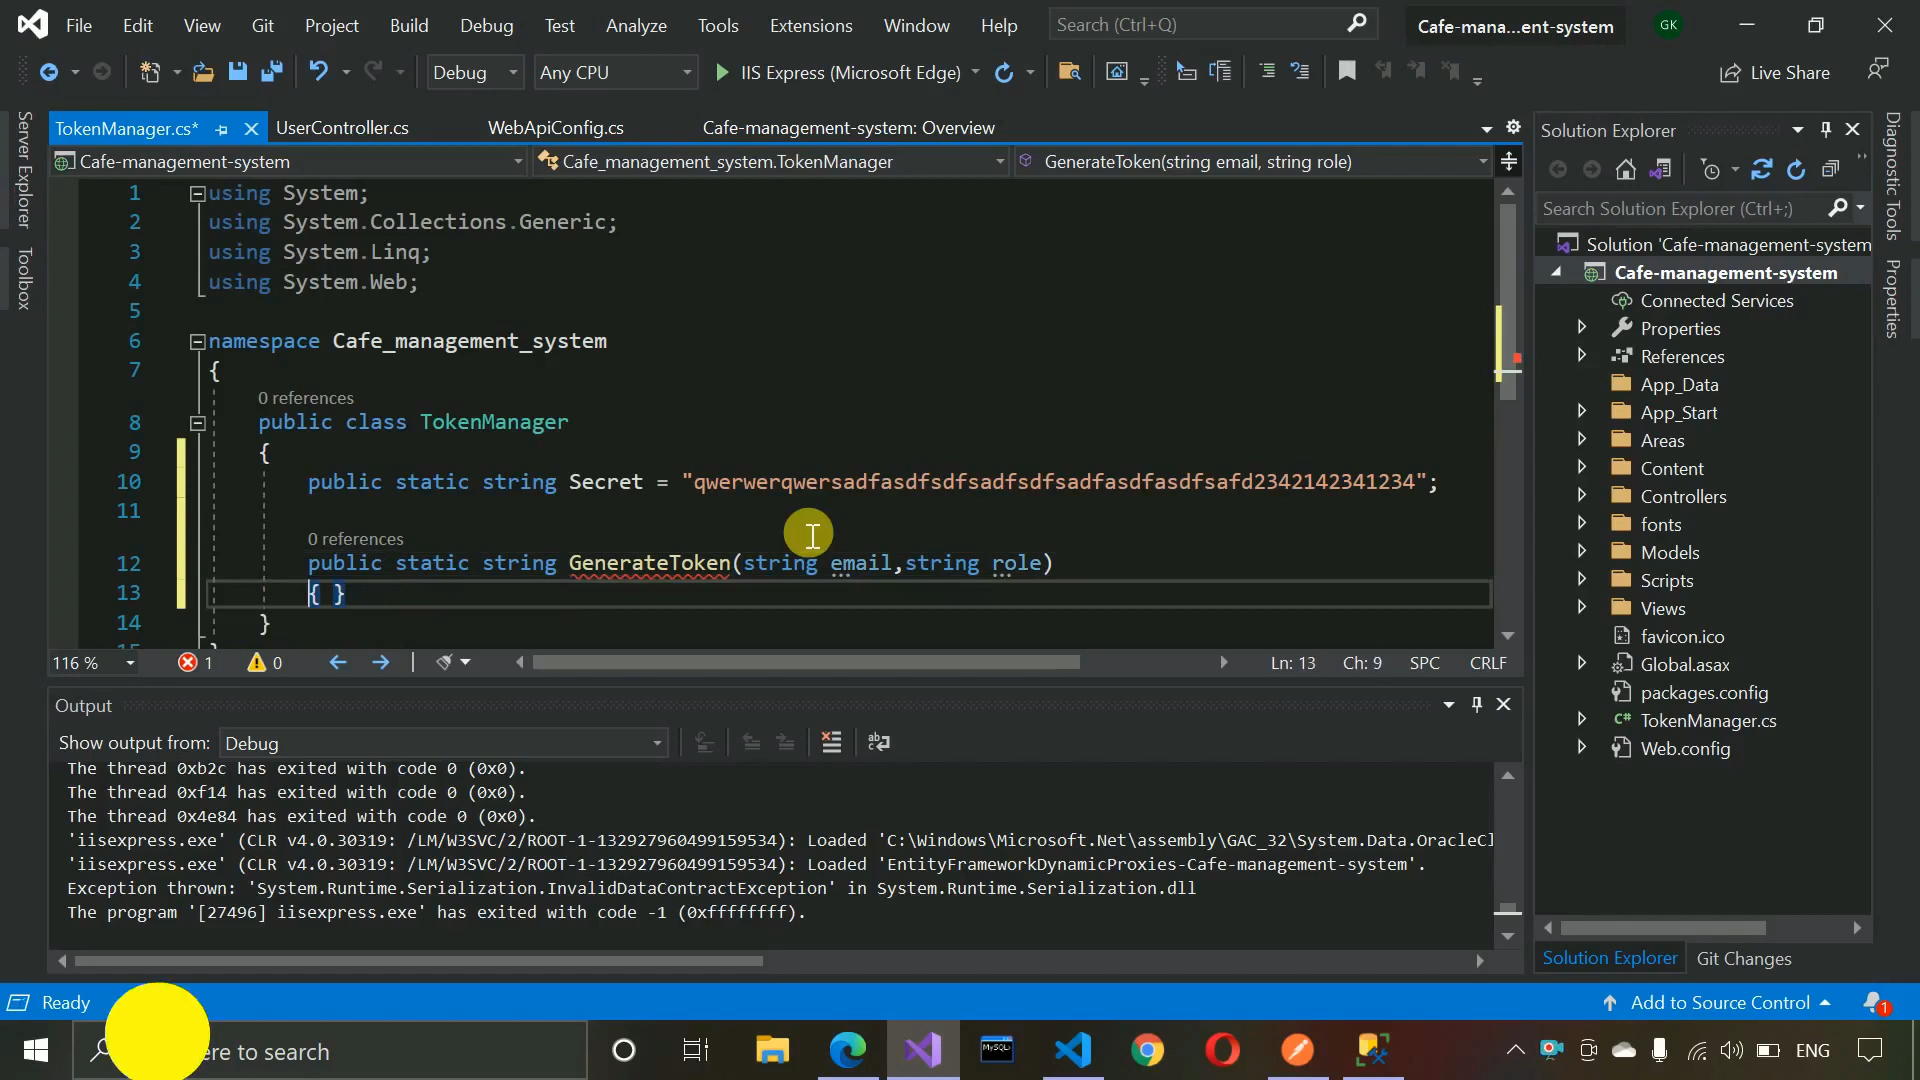 File Edit View Git Project Build Debug Test Analyze Tools Extensions Window Help Search (Ctrl+Q) Cafe-mana...ent-system GK
Debug Any CPU IIS Express (Microsoft Edge) Live Share
TokenManager.cs* UserController.cs WebApiConfig.cs Cafe-management-system: Overview
Cafe-management-system Cafe_management_system.TokenManager GenerateToken(string email, string role)
Server Explorer
Toolbox
1 using System;
2 using System.Collections.Generic;
3 using System.Linq;
4 using System.Web;
5
6 namespace Cafe_management_system
7 {
0 references
8 public class TokenManager
9 {
10 public static string Secret = "qwerwerqwersadfasdfsdfsadfsdfsadfasdfasdfsafd2342142341234";
11
0 references
12 public static string GenerateToken(string email,string role)
13 { }
14 }
116 % 1 0 Ln: 13 Ch: 9 SPC CRLF
Output
Show output from: Debug
The thread 0xb2c has exited with code 0 (0x0).
The thread 0xf14 has exited with code 0 (0x0).
The thread 0x4e84 has exited with code 0 (0x0).
'iisexpress.exe' (CLR v4.0.30319: /LM/W3SVC/2/ROOT-1-132927960499159534): Loaded 'C:\Windows\Microsoft.Net\assembly\GAC_32\System.Data.OracleCl
'iisexpress.exe' (CLR v4.0.30319: /LM/W3SVC/2/ROOT-1-132927960499159534): Loaded 'EntityFrameworkDynamicProxies-Cafe-management-system'.
Exception thrown: 'System.Runtime.Serialization.InvalidDataContractException' in System.Runtime.Serialization.dll
The program '[27496] iisexpress.exe' has exited with code -1 (0xffffffff).
Solution Explorer
Search Solution Explorer (Ctrl+;)
Solution 'Cafe-management-system
Cafe-management-system
Connected Services
Properties
References
App_Data
App_Start
Areas
Content
Controllers
fonts
Models
Scripts
Views
favicon.ico
Global.asax
packages.config
TokenManager.cs
Web.config
Solution Explorer Git Changes
Diagnostic Tools
Properties
Ready Add to Source Control 1
ere to search MySQL ENG